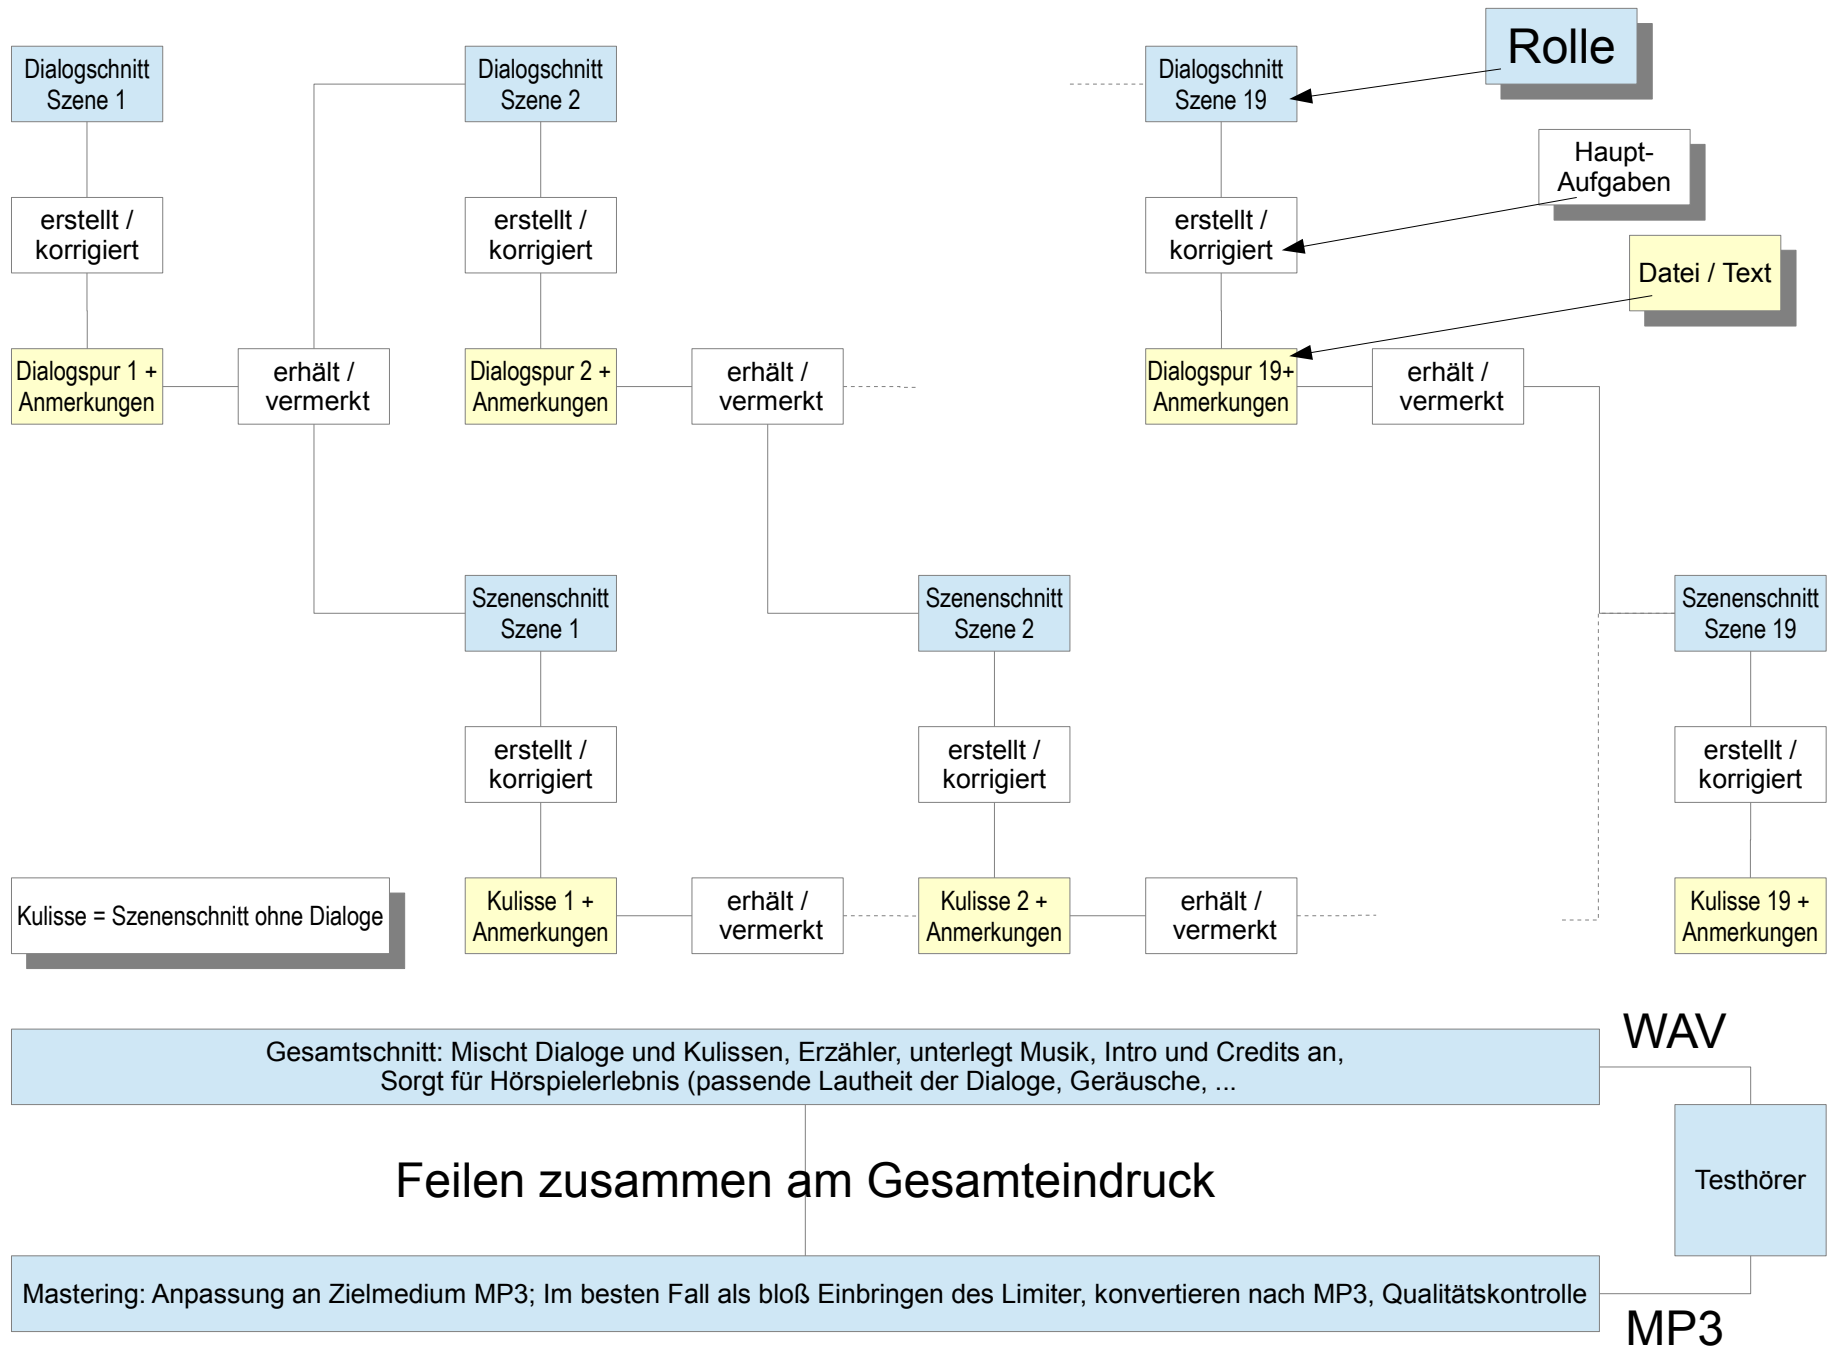 Rolle
Dialogschnitt
Szene 1
Dialogschnitt
Szene 2
Dialogschnitt
Szene 19
Haupt-
Aufgaben
erstellt /
korrigiert
erstellt /
korrigiert
erstellt /
korrigiert
Datei / Text
Dialogspur 1 +
Anmerkungen
erhält /
vermerkt
Dialogspur 2 +
Anmerkungen
erhält /
vermerkt
Dialogspur 19+
Anmerkungen
erhält /
vermerkt
Szenenschnitt
Szene 1
Szenenschnitt
Szene 2
Szenenschnitt
Szene 19
erstellt /
korrigiert
erstellt /
korrigiert
erstellt /
korrigiert
Kulisse = Szenenschnitt ohne Dialoge
Kulisse 1 +
Anmerkungen
erhält /
vermerkt
Kulisse 2 +
Anmerkungen
erhält /
vermerkt
Kulisse 19 +
Anmerkungen
WAV
Gesamtschnitt: Mischt Dialoge und Kulissen, Erzähler, unterlegt Musik, Intro und Credits an,
Sorgt für Hörspielerlebnis (passende Lautheit der Dialoge, Geräusche, ...
Feilen zusammen am Gesamteindruck
Testhörer
Mastering: Anpassung an Zielmedium MP3; Im besten Fall als bloß Einbringen des Limiter, konvertieren nach MP3, Qualitätskontrolle
MP3